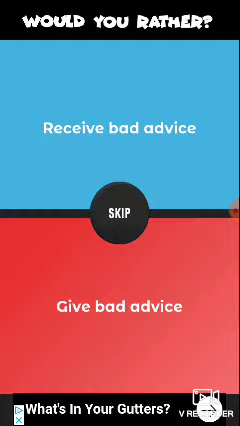 WOULD YOU RATHER?
Receive bad advice
SKIP
Give bad advice
What's In Your Gutters?